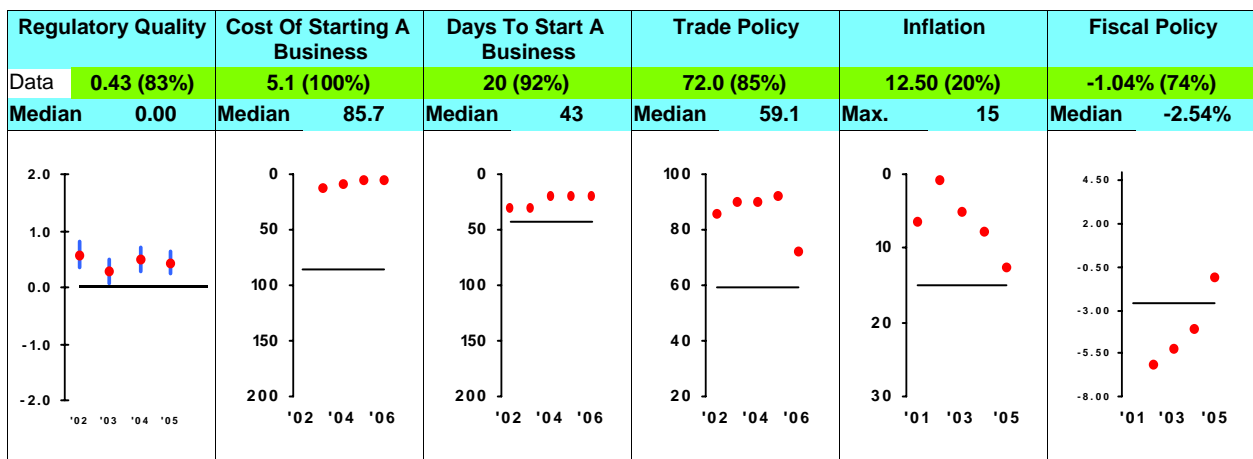 Regulatory Quality
Cost Of Starting A
Business
Days To Start A
Business
Trade Policy
Inflation
Fiscal Policy
Data 0.43 (83%) 5.1 (100%) 20 (92%) 72.0 (85%) 12.50 (20%) -1.04% (74%)
Median 0.00 Median 85.7 Median 43 Median 59.1 Max. 15 Median -2.54%
2.0
1.0
0.0
-1.0
-2.0
'02 '03 '04 '05
0
50
100
150
200
'02 '04 '06
0
50
100
150
200
'02 '04 '06
100
80
60
40
20
'02 '04 '06
0
10
20
30
'01 '03 '05
4.50
2.00
-0.50
-3.00
-5.50
-8.00
'01 '03 '05